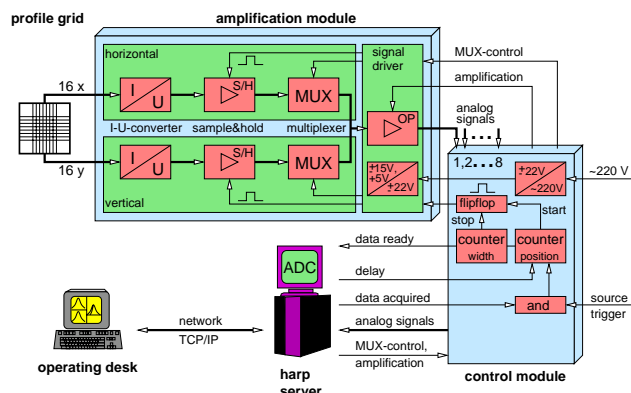 profile grid
amplification module
horizontal
signal
driver
MUX-control
amplification
analog
signals
16 x
I
U
S/H
MUX
OP
I-U-converter
sample&hold
multiplexer
1,2...8
16 y
I
U
S/H
MUX
±15V,
+5V
±22V
±22V
~220V
~220 V
vertical
flipflop
stop
start
data ready
counter
width
counter
position
ADC
delay
data acquired
and
source
trigger
network
TCP/IP
analog signals
MUX-control,
amplification
operating desk
harp
server
control module